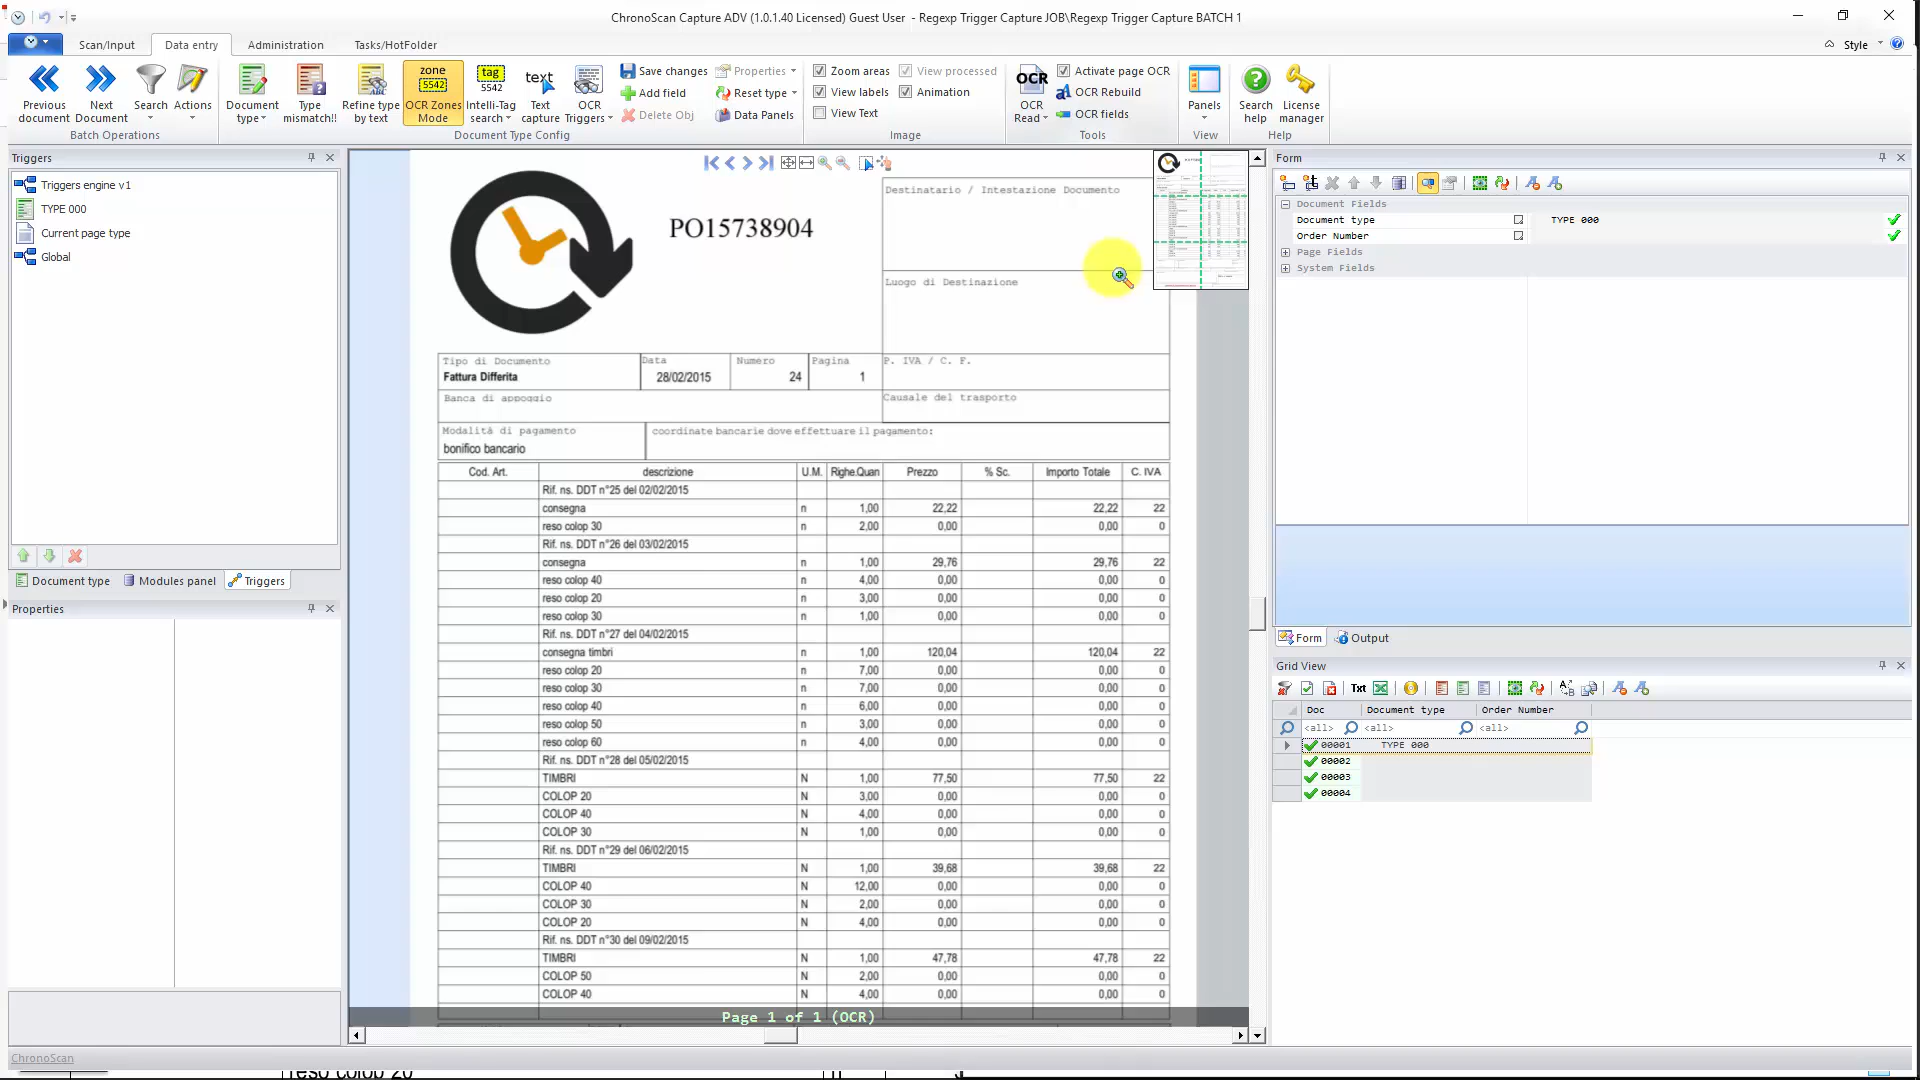 ChronoScan Capture ADV (1.0.1.40 Licensed) Guest User - Regexp Trigger Capture JOB\Regexp Trigger Capture BATCH 1
Scan/Input Data entry Administration Tasks/HotFolder Style
Previous document
Next Document
Search
Actions
Batch Operations
Document type
Type mismatch!!
Refine type by text
zone 5542 OCR Zones Mode
tag 5542 Intelli-Tag search
text Text capture
OCR Triggers
Save changes
Add field
Delete Obj
Properties
Reset type
Data Panels
Document Type Config
Zoom areas View processed
View labels Animation
View Text
Image
OCR OCR Read
Activate page OCR
OCR Rebuild
OCR fields
Tools
Panels
View
Search help
License manager
Help
Triggers
Triggers engine v1
TYPE 000
Current page type
Global
Document type Modules panel Triggers
Properties
PO15738904
Destinatario / Intestazione Documento
Luogo di Destinazione
Tipo di Documento Data Numero Pagina P. IVA / C. F.
Fattura Differita 28/02/2015 24 1
Banca di appoggio Causale del trasporto
Modalità di pagamento coordinate bancarie dove effettuare il pagamento:
bonifico bancario
Cod. Art. descrizione U.M. Righe.Quan Prezzo % Sc. Importo Totale C. IVA
Rif. ns. DDT n°25 del 02/02/2015
consegna n 1,00 22,22 22,22 22
reso colop 30 n 2,00 0,00 0,00 0
Rif. ns. DDT n°26 del 03/02/2015
consegna n 1,00 29,76 29,76 22
reso colop 40 n 4,00 0,00 0,00 0
reso colop 20 n 3,00 0,00 0,00 0
reso colop 30 n 1,00 0,00 0,00 0
Rif. ns. DDT n°27 del 04/02/2015
consegna timbri n 1,00 120,04 120,04 22
reso colop 20 n 7,00 0,00 0,00 0
reso colop 30 n 7,00 0,00 0,00 0
reso colop 40 n 6,00 0,00 0,00 0
reso colop 50 n 3,00 0,00 0,00 0
reso colop 60 n 4,00 0,00 0,00 0
Rif. ns. DDT n°28 del 05/02/2015
TIMBRI N 1,00 77,50 77,50 22
COLOP 20 N 3,00 0,00 0,00 0
COLOP 40 N 4,00 0,00 0,00 0
COLOP 30 N 1,00 0,00 0,00 0
Rif. ns. DDT n°29 del 06/02/2015
TIMBRI N 1,00 39,68 39,68 22
COLOP 40 N 12,00 0,00 0,00 0
COLOP 30 N 2,00 0,00 0,00 0
COLOP 20 N 4,00 0,00 0,00 0
Rif. ns. DDT n°30 del 09/02/2015
TIMBRI N 1,00 47,78 47,78 22
COLOP 50 N 2,00 0,00 0,00 0
COLOP 40 N 4,00 0,00 0,00 0
Page 1 of 1 (OCR)
Form
Document Fields
Document type TYPE 000
Order Number
Page Fields
System Fields
Form Output
Grid View
Txt
Doc Document type Order Number
<all> <all> <all>
00001 TYPE 000
00002
00003
00004
ChronoScan
reso colop 20